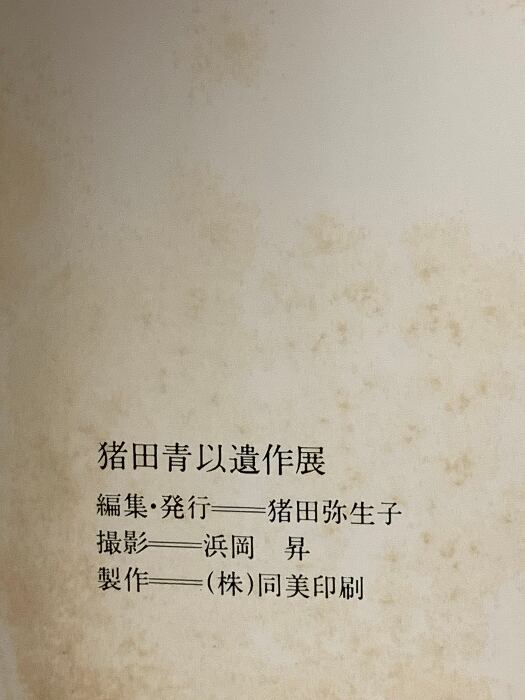 猪田青以遺作展
編集・発行══猪田弥生子
撮影══浜岡　昇
製作══(株)同美印刷